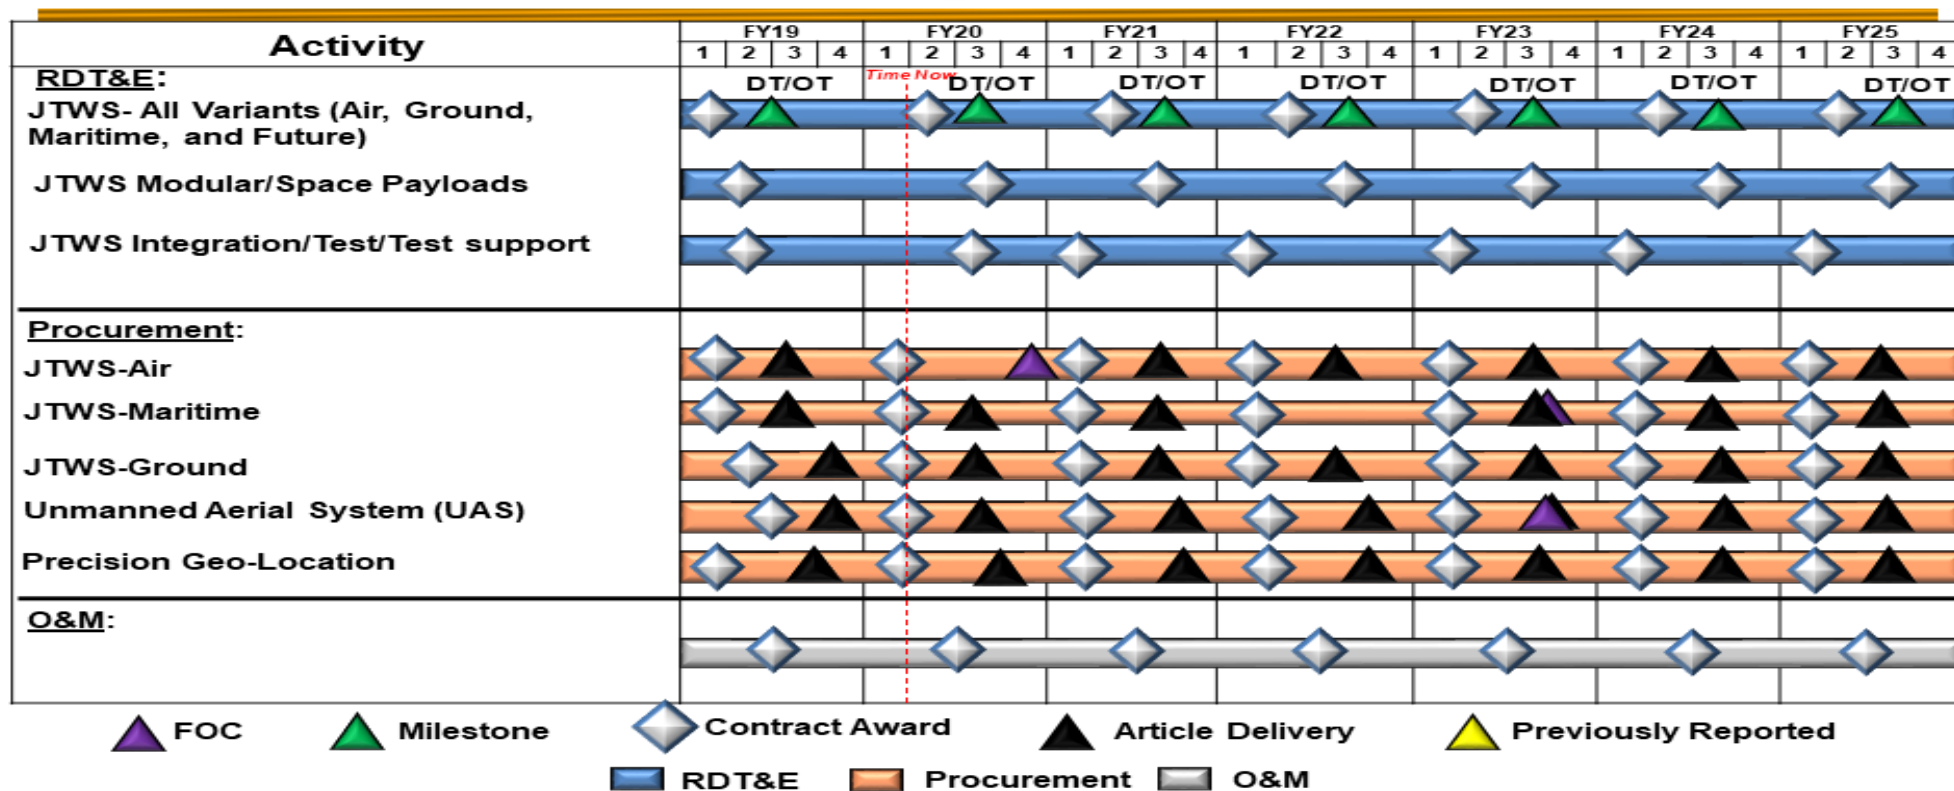 Activity
FY19 FY20 FY21 FY22 FY23 FY24 FY25
1 2 3 4 1 2 3 4 1 2 3 4 1 2 3 4 1 2 3 4 1 2 3 4 1 2 3 4
RDT&E:
Time Now
DT/OT DT/OT DT/OT DT/OT DT/OT DT/OT DT/OT
JTWS- All Variants (Air, Ground,
Maritime, and Future)
JTWS Modular/Space Payloads
JTWS Integration/Test/Test support
Procurement:
JTWS-Air
JTWS-Maritime
JTWS-Ground
Unmanned Aerial System (UAS)
Precision Geo-Location
O&M:
FOC Milestone Contract Award Article Delivery Previously Reported
RDT&E Procurement O&M